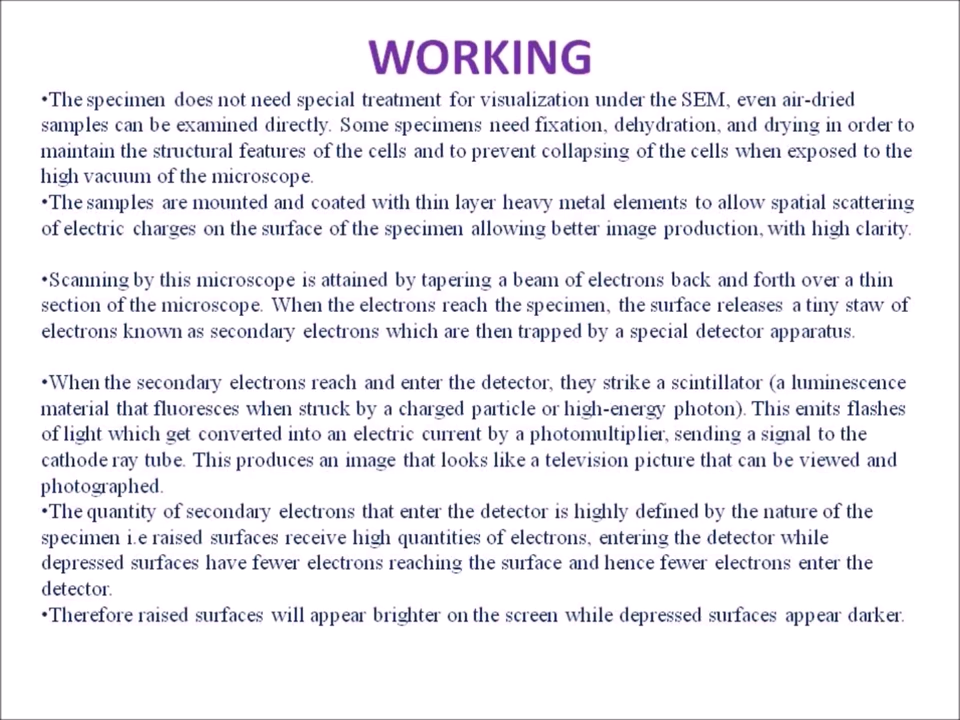 WORKING
•The specimen does not need special treatment for visualization under the SEM, even air-dried
samples can be examined directly. Some specimens need fixation, dehydration, and drying in order to
maintain the structural features of the cells and to prevent collapsing of the cells when exposed to the
high vacuum of the microscope.
•The samples are mounted and coated with thin layer heavy metal elements to allow spatial scattering
of electric charges on the surface of the specimen allowing better image production, with high clarity.
•Scanning by this microscope is attained by tapering a beam of electrons back and forth over a thin
section of the microscope. When the electrons reach the specimen, the surface releases a tiny staw of
electrons known as secondary electrons which are then trapped by a special detector apparatus.
•When the secondary electrons reach and enter the detector, they strike a scintillator (a luminescence
material that fluoresces when struck by a charged particle or high-energy photon). This emits flashes
of light which get converted into an electric current by a photomultiplier, sending a signal to the
cathode ray tube. This produces an image that looks like a television picture that can be viewed and
photographed.
•The quantity of secondary electrons that enter the detector is highly defined by the nature of the
specimen i.e raised surfaces receive high quantities of electrons, entering the detector while
depressed surfaces have fewer electrons reaching the surface and hence fewer electrons enter the
detector.
•Therefore raised surfaces will appear brighter on the screen while depressed surfaces appear darker.